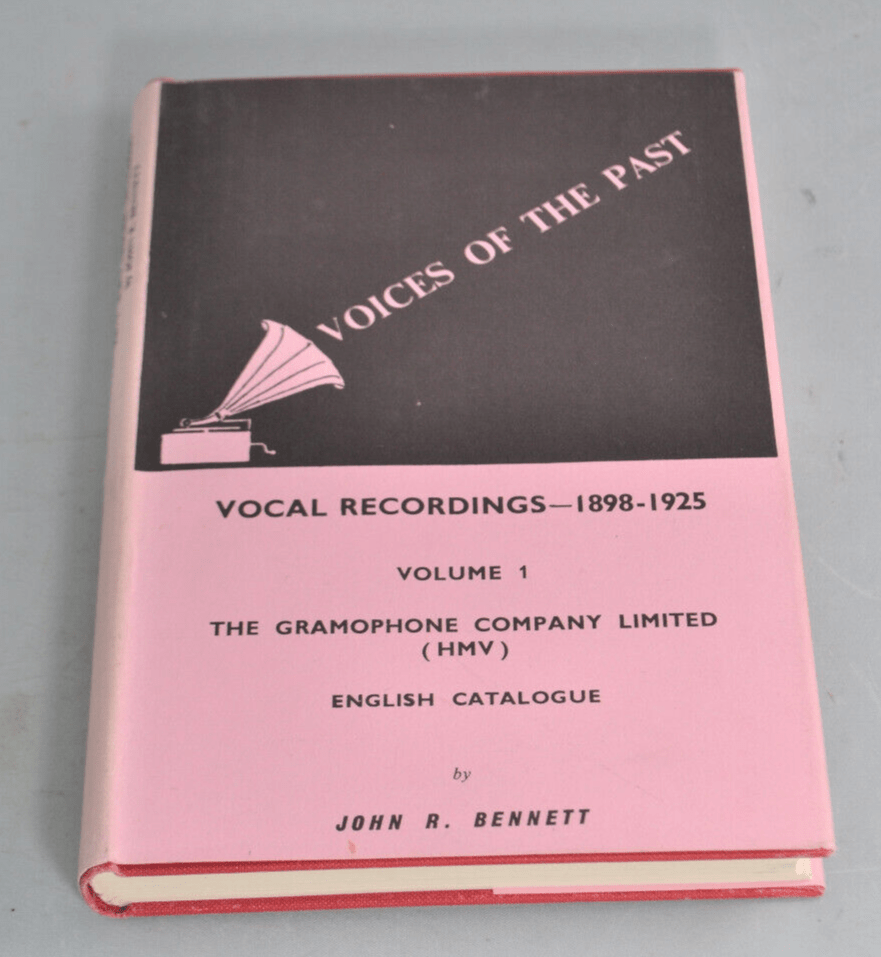 VOICES OF THE PAST
VOCAL RECORDINGS—1898-1925
VOLUME 1
THE GRAMOPHONE COMPANY LIMITED
(HMV)
ENGLISH CATALOGUE
by
JOHN R. BENNETT